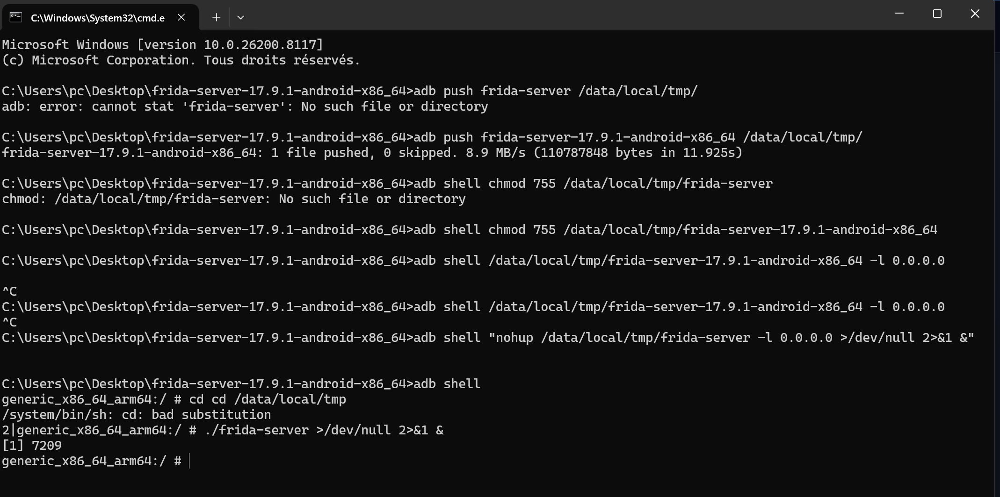 C:\Windows\System32\cmd.e
Microsoft Windows [version 10.0.26200.8117]
(c) Microsoft Corporation. Tous droits réservés.
C:\Users\pc\Desktop\frida-server-17.9.1-android-x86_64>adb push frida-server /data/local/tmp/
adb: error: cannot stat 'frida-server': No such file or directory
C:\Users\pc\Desktop\frida-server-17.9.1-android-x86_64>adb push frida-server-17.9.1-android-x86_64 /data/local/tmp/
frida-server-17.9.1-android-x86_64: 1 file pushed, 0 skipped. 8.9 MB/s (110787848 bytes in 11.925s)
C:\Users\pc\Desktop\frida-server-17.9.1-android-x86_64>adb shell chmod 755 /data/local/tmp/frida-server
chmod: /data/local/tmp/frida-server: No such file or directory
C:\Users\pc\Desktop\frida-server-17.9.1-android-x86_64>adb shell chmod 755 /data/local/tmp/frida-server-17.9.1-android-x86_64
C:\Users\pc\Desktop\frida-server-17.9.1-android-x86_64>adb shell /data/local/tmp/frida-server-17.9.1-android-x86_64 -l 0.0.0.0
^C
C:\Users\pc\Desktop\frida-server-17.9.1-android-x86_64>adb shell /data/local/tmp/frida-server-17.9.1-android-x86_64 -l 0.0.0.0
^C
C:\Users\pc\Desktop\frida-server-17.9.1-android-x86_64>adb shell "nohup /data/local/tmp/frida-server -l 0.0.0.0 >/dev/null 2>&1 &"
C:\Users\pc\Desktop\frida-server-17.9.1-android-x86_64>adb shell
generic_x86_64_arm64:/ # cd cd /data/local/tmp
/system/bin/sh: cd: bad substitution
2|generic_x86_64_arm64:/ # ./frida-server >/dev/null 2>&1 &
[1] 7209
generic_x86_64_arm64:/ #